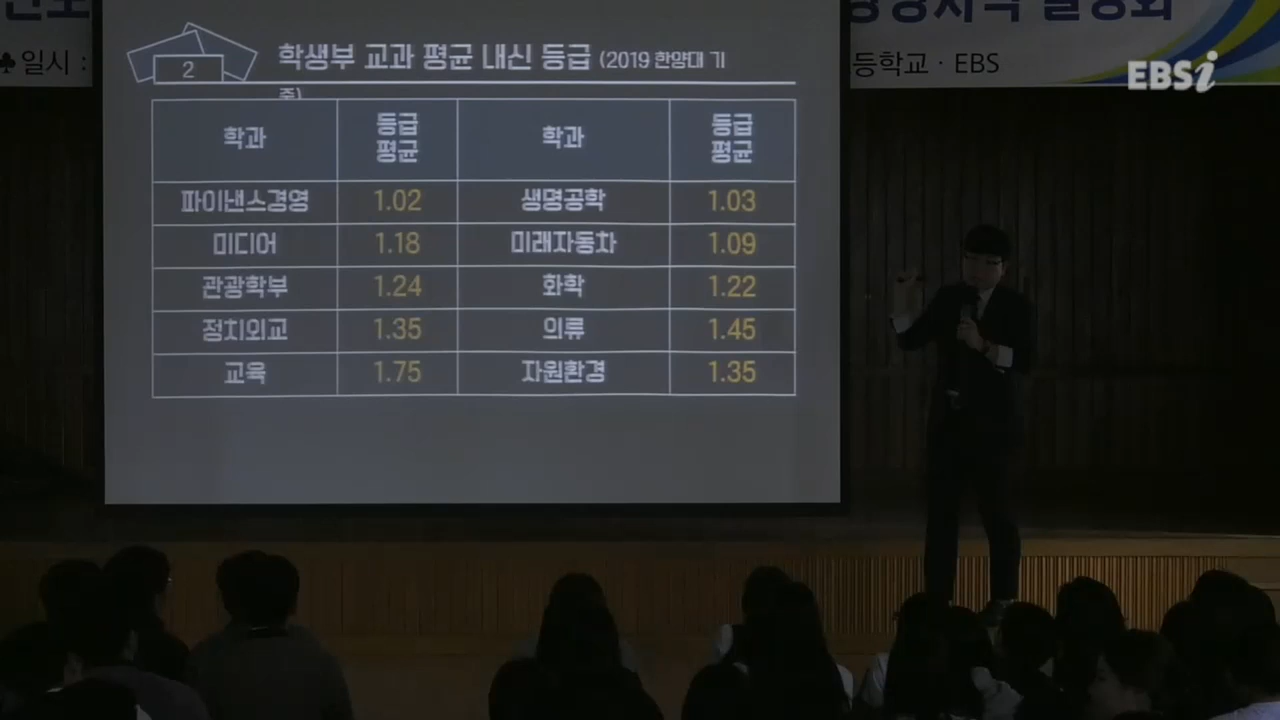 ♣일시 :
등학교 · EBS
EBSi
2
학생부 교과 평균 내신 등급 (2019 한양대 기
주)
학과 등급 평균 학과 등급 평균
파이낸스경영 1.02 생명공학 1.03
미디어 1.18 미래자동차 1.09
관광학부 1.24 화학 1.22
정치외교 1.35 의류 1.45
교육 1.75 자원환경 1.35